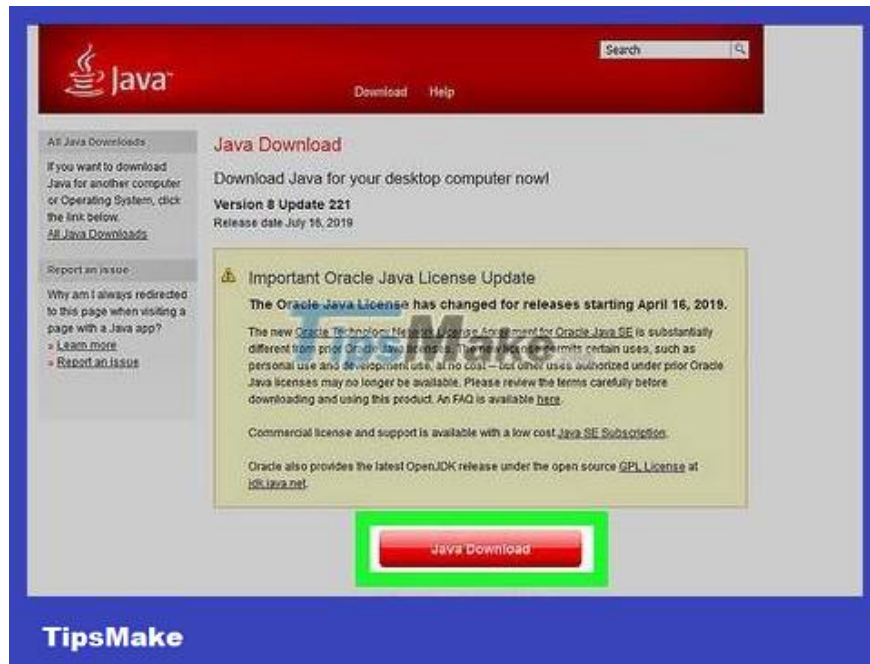 Java
Search
Download Help
All Java Downloads
If you want to download
Java for another computer
or Operating System, click
the link below.
All Java Downloads
Report an issue
Why am I always redirected
to this page when visiting a
page with a Java app?
» Learn more
» Report an issue
Java Download
Download Java for your desktop computer now!
Version 8 Update 221
Release date July 16, 2019
Important Oracle Java License Update
The Oracle Java License has changed for releases starting April 16, 2019.
The new Oracle Technology Network License Agreement for Oracle Java SE is substantially
different from prior Oracle Java licenses. The new license permits certain uses, such as
personal use and development use, at no cost -- but other uses authorized under prior Oracle
Java licenses may no longer be available. Please review the terms carefully before
downloading and using this product. An FAQ is available here.
Commercial license and support is available with a low cost Java SE Subscription.
Oracle also provides the latest OpenJDK release under the open source GPL License at
jdk.java.net.
TipsMake
Java Download
TipsMake